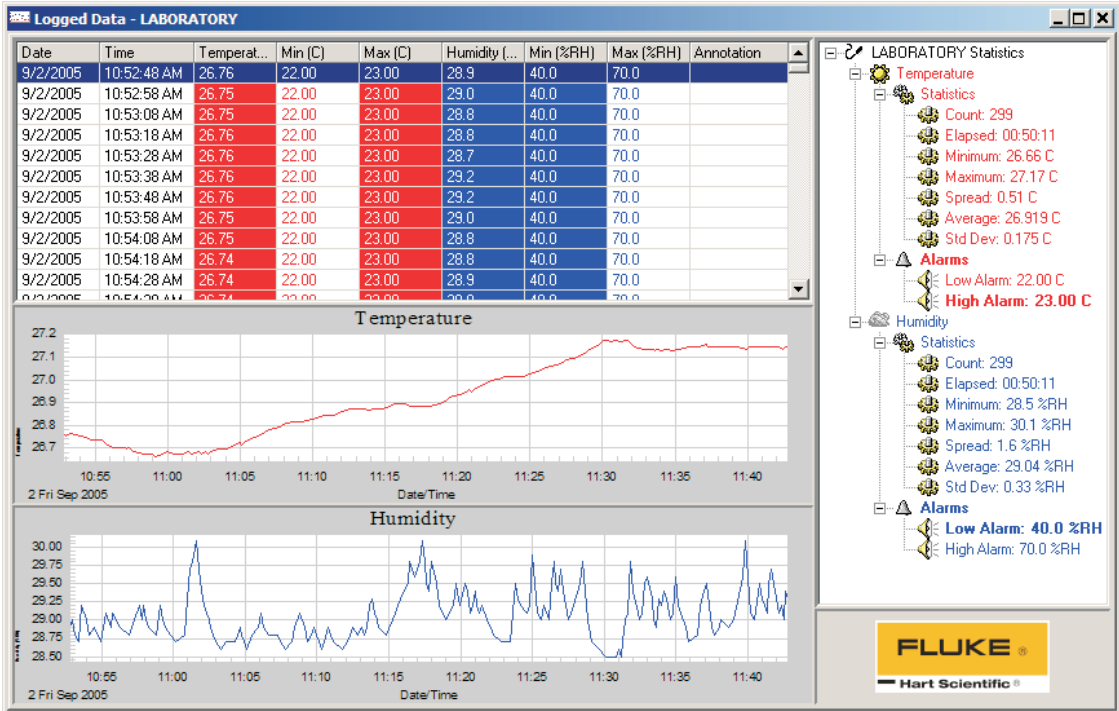 Logged Data - LABORATORY
Date Time Temperat... Min (C) Max (C) Humidity (... Min (%RH) Max (%RH) Annotation
9/2/2005 10:52:48 AM 26.76 22.00 23.00 28.9 40.0 70.0
9/2/2005 10:52:58 AM 26.75 22.00 23.00 29.0 40.0 70.0
9/2/2005 10:53:08 AM 26.75 22.00 23.00 28.8 40.0 70.0
9/2/2005 10:53:18 AM 26.76 22.00 23.00 28.8 40.0 70.0
9/2/2005 10:53:28 AM 26.76 22.00 23.00 28.7 40.0 70.0
9/2/2005 10:53:38 AM 26.76 22.00 23.00 29.2 40.0 70.0
9/2/2005 10:53:48 AM 26.76 22.00 23.00 29.2 40.0 70.0
9/2/2005 10:53:58 AM 26.75 22.00 23.00 29.0 40.0 70.0
9/2/2005 10:54:08 AM 26.75 22.00 23.00 28.8 40.0 70.0
9/2/2005 10:54:18 AM 26.74 22.00 23.00 28.8 40.0 70.0
9/2/2005 10:54:28 AM 26.74 22.00 23.00 28.9 40.0 70.0
Temperature
27.2
27.1
27.0
26.9
26.8
26.7
10:55 11:00 11:05 11:10 11:15 11:20 11:25 11:30 11:35 11:40
2 Fri Sep 2005 Date/Time
Humidity
30.00
29.75
29.50
29.25
29.00
28.75
28.50
10:55 11:00 11:05 11:10 11:15 11:20 11:25 11:30 11:35 11:40
2 Fri Sep 2005 Date/Time
LABORATORY Statistics
Temperature
Statistics
Count: 299
Elapsed: 00:50:11
Minimum: 26.66 C
Maximum: 27.17 C
Spread: 0.51 C
Average: 26.919 C
Std Dev: 0.175 C
Alarms
Low Alarm: 22.00 C
High Alarm: 23.00 C
Humidity
Statistics
Count: 299
Elapsed: 00:50:11
Minimum: 28.5 %RH
Maximum: 30.1 %RH
Spread: 1.6 %RH
Average: 29.04 %RH
Std Dev: 0.33 %RH
Alarms
Low Alarm: 40.0 %RH
High Alarm: 70.0 %RH
FLUKE ®
Hart Scientific ®